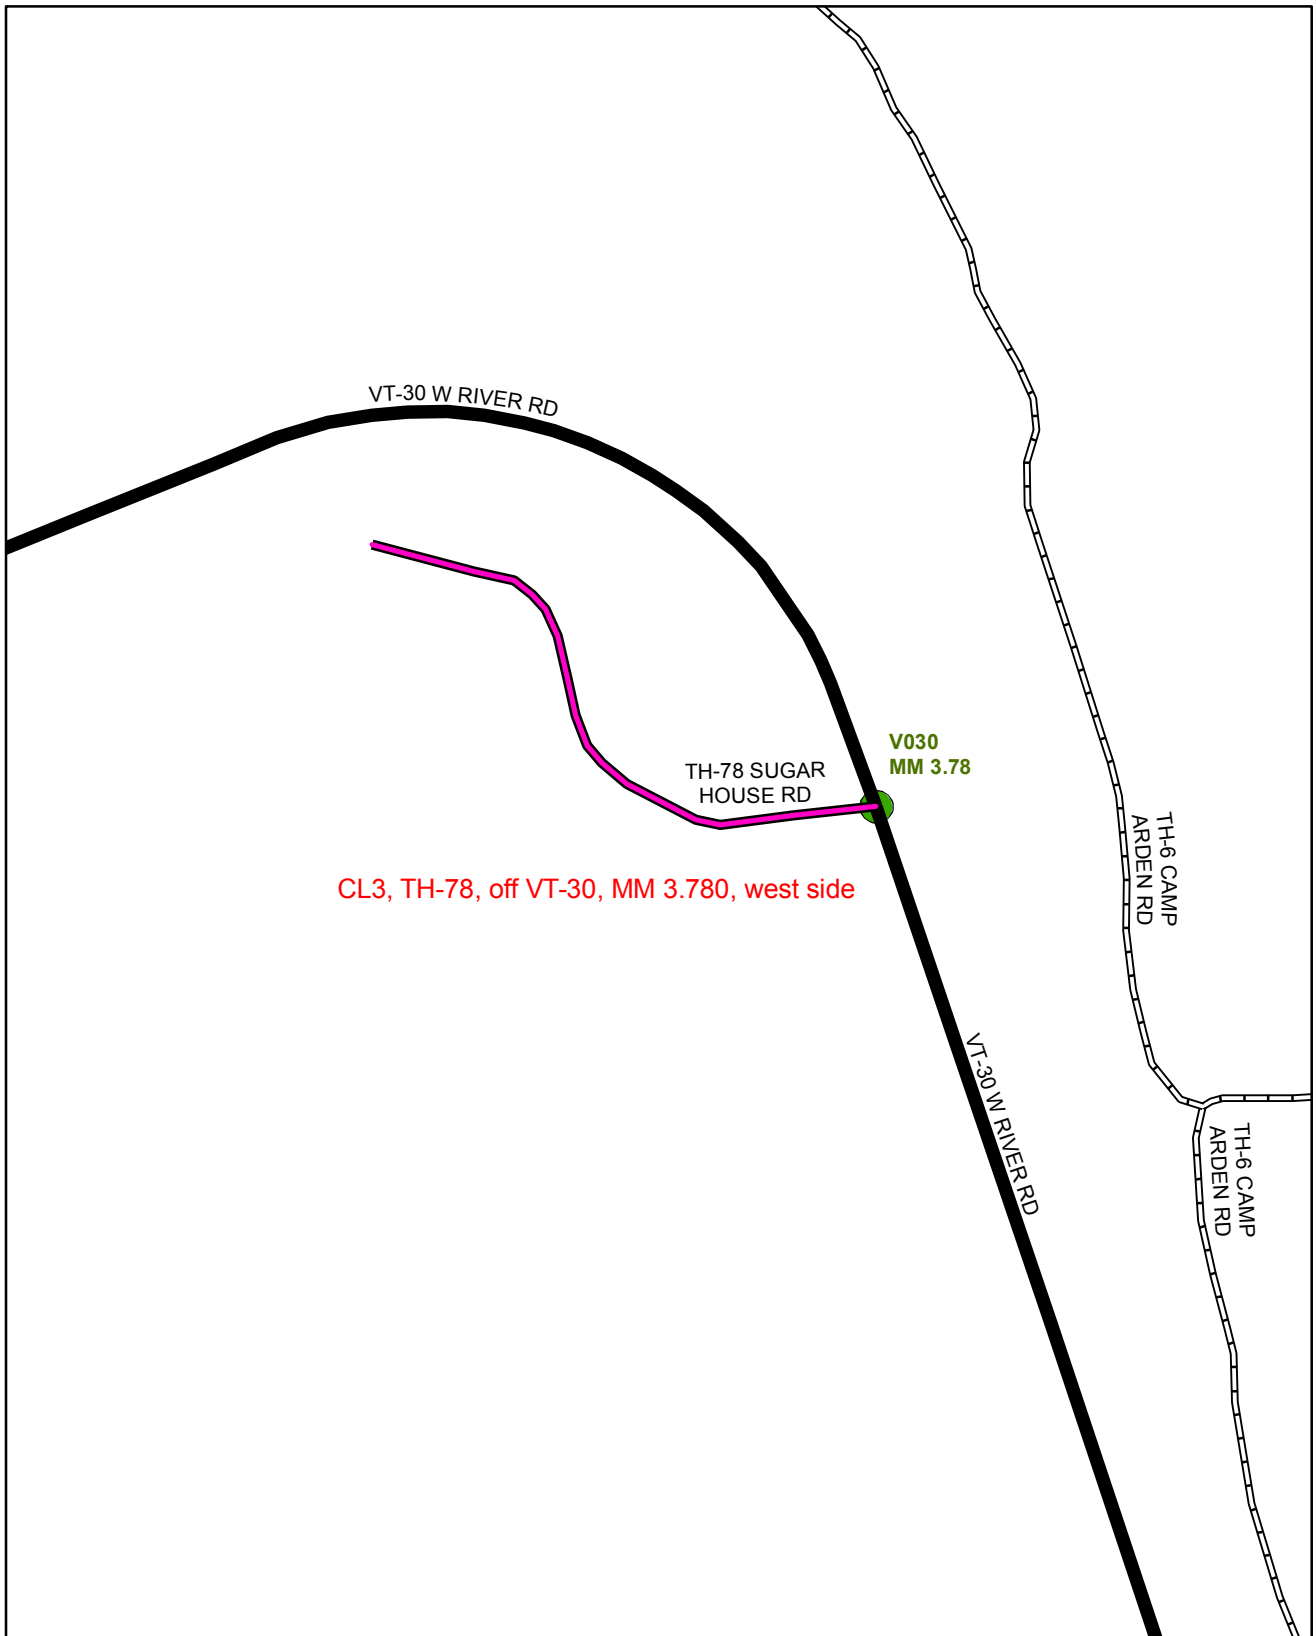 VT-30 W RIVER RD
V030
MM 3.78
TH-78 SUGAR
HOUSE RD
TH-6 CAMP
ARDEN RD
CL3, TH-78, off VT-30, MM 3.780, west side
VT-30 W RIVER RD
TH-6 CAMP
ARDEN RD